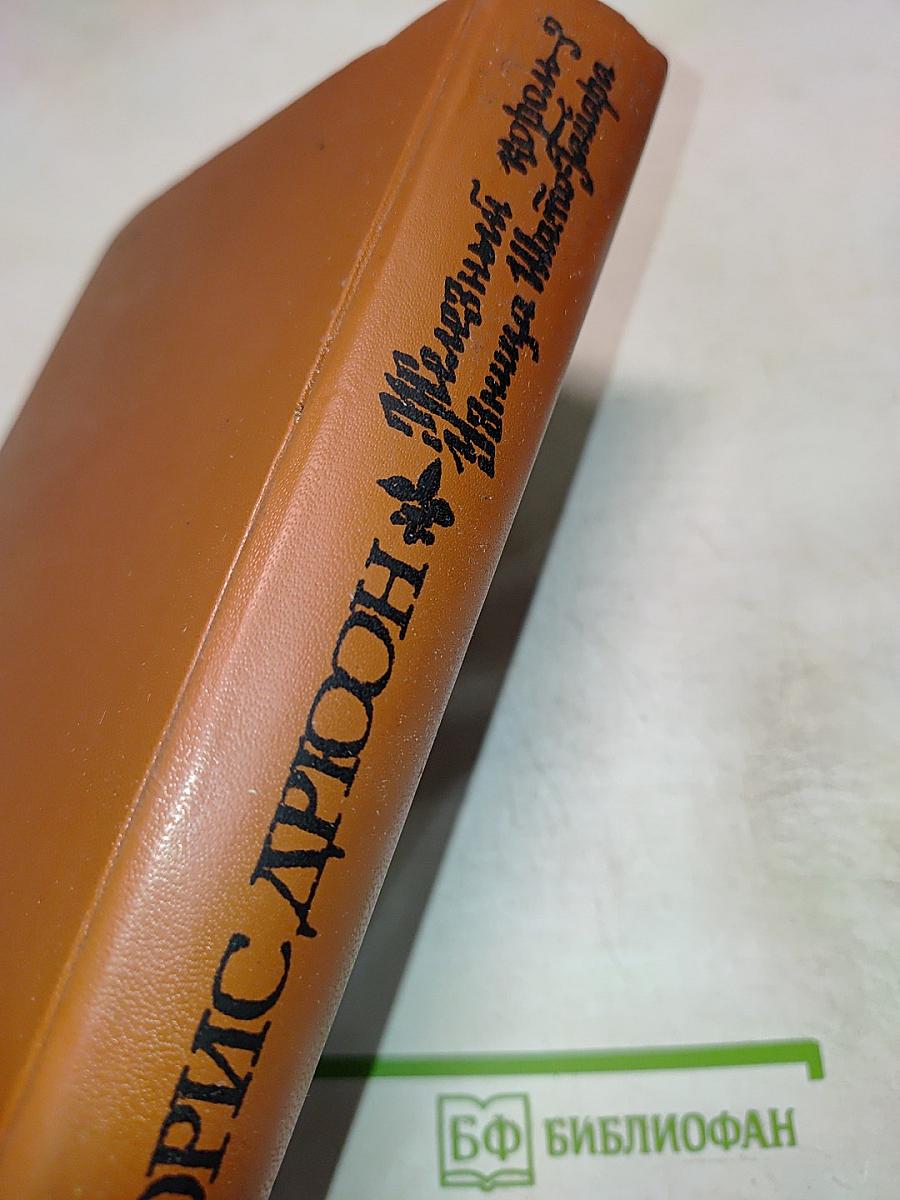 ОРИС ДРЮОН
Железный король
Узница Шато-Гайара
БФ БИБЛИОФАН